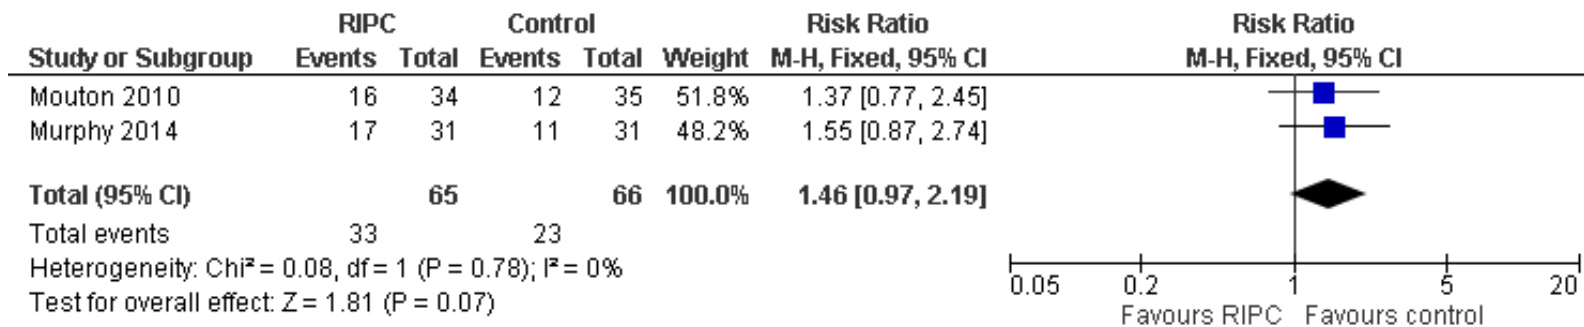 RIPC Control Risk Ratio Risk Ratio
Study or Subgroup Events Total Events Total Weight M-H, Fixed, 95% CI M-H, Fixed, 95% CI
Mouton 2010 16 34 12 35 51.8% 1.37 [0.77, 2.45]
Murphy 2014 17 31 11 31 48.2% 1.55 [0.87, 2.74]
Total (95% CI) 65 66 100.0% 1.46 [0.97, 2.19]
Total events 33 23
Heterogeneity: Chi² = 0.08, df = 1 (P = 0.78); I² = 0%
Test for overall effect: Z = 1.81 (P = 0.07)
0.05 0.2 1 5 20
Favours RIPC Favours control